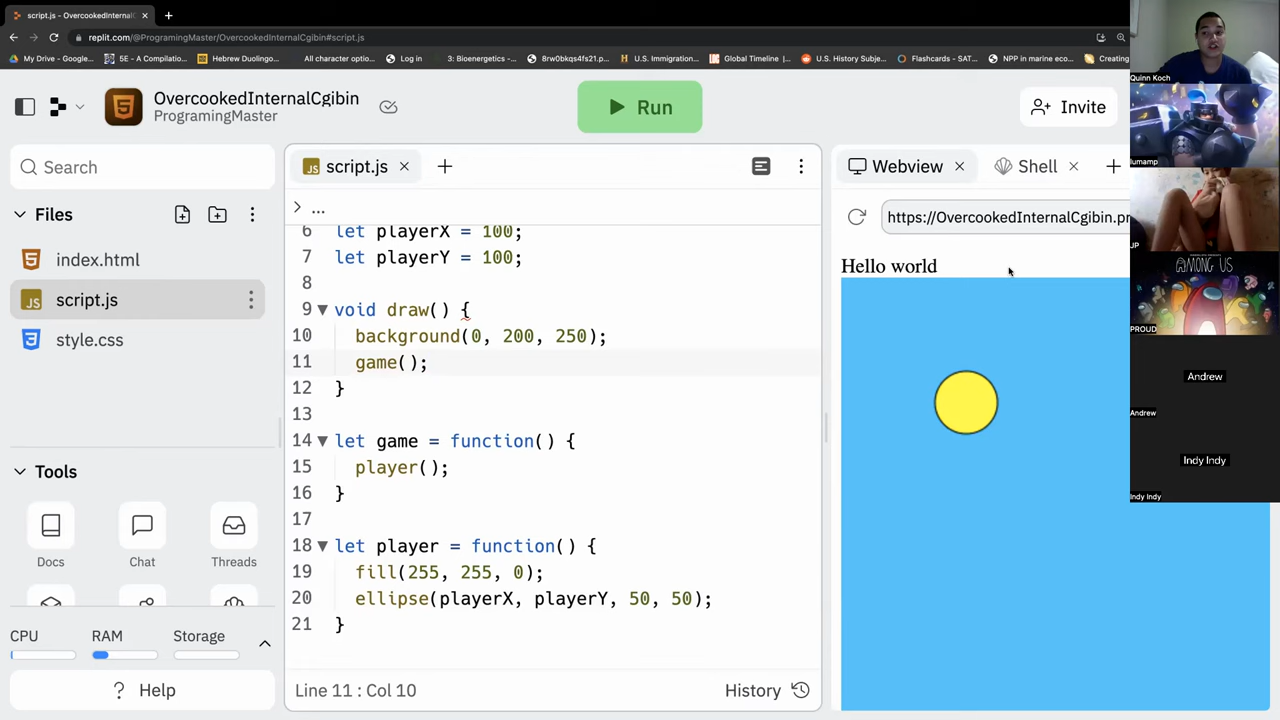 script.js - OvercookedInternalC
replit.com/@ProgramingMaster/OvercookedInternalCgibin#script.js
My Drive - Google...
5E - A Compilatio...
Hebrew Duolingo...
All character option...
Log in
3: Bioenergetics -...
8rw0bkqs4fs21.p...
U.S. Immigration...
Global Timeline |...
U.S. History Subje...
Flashcards - SAT...
NPP in marine eco...
Creating
OvercookedInternalCgibin
ProgramingMaster
Run
Invite
Search
Files
index.html
script.js
style.css
Tools
Docs
Chat
Threads
CPU
RAM
Storage
? Help
script.js
...
6 let playerX = 100;
7 let playerY = 100;
8
9 void draw() {
10 background(0, 200, 250);
11 game();
12 }
13
14 let game = function() {
15 player();
16 }
17
18 let player = function() {
19 fill(255, 255, 0);
20 ellipse(playerX, playerY, 50, 50);
21 }
Line 11 : Col 10
History
Webview
Shell
https://OvercookedInternalCgibin.pr
Hello world
Quinn Koch
lumamp
JP
AMONG US
PROUD
Andrew
Andrew
Indy Indy
Indy Indy